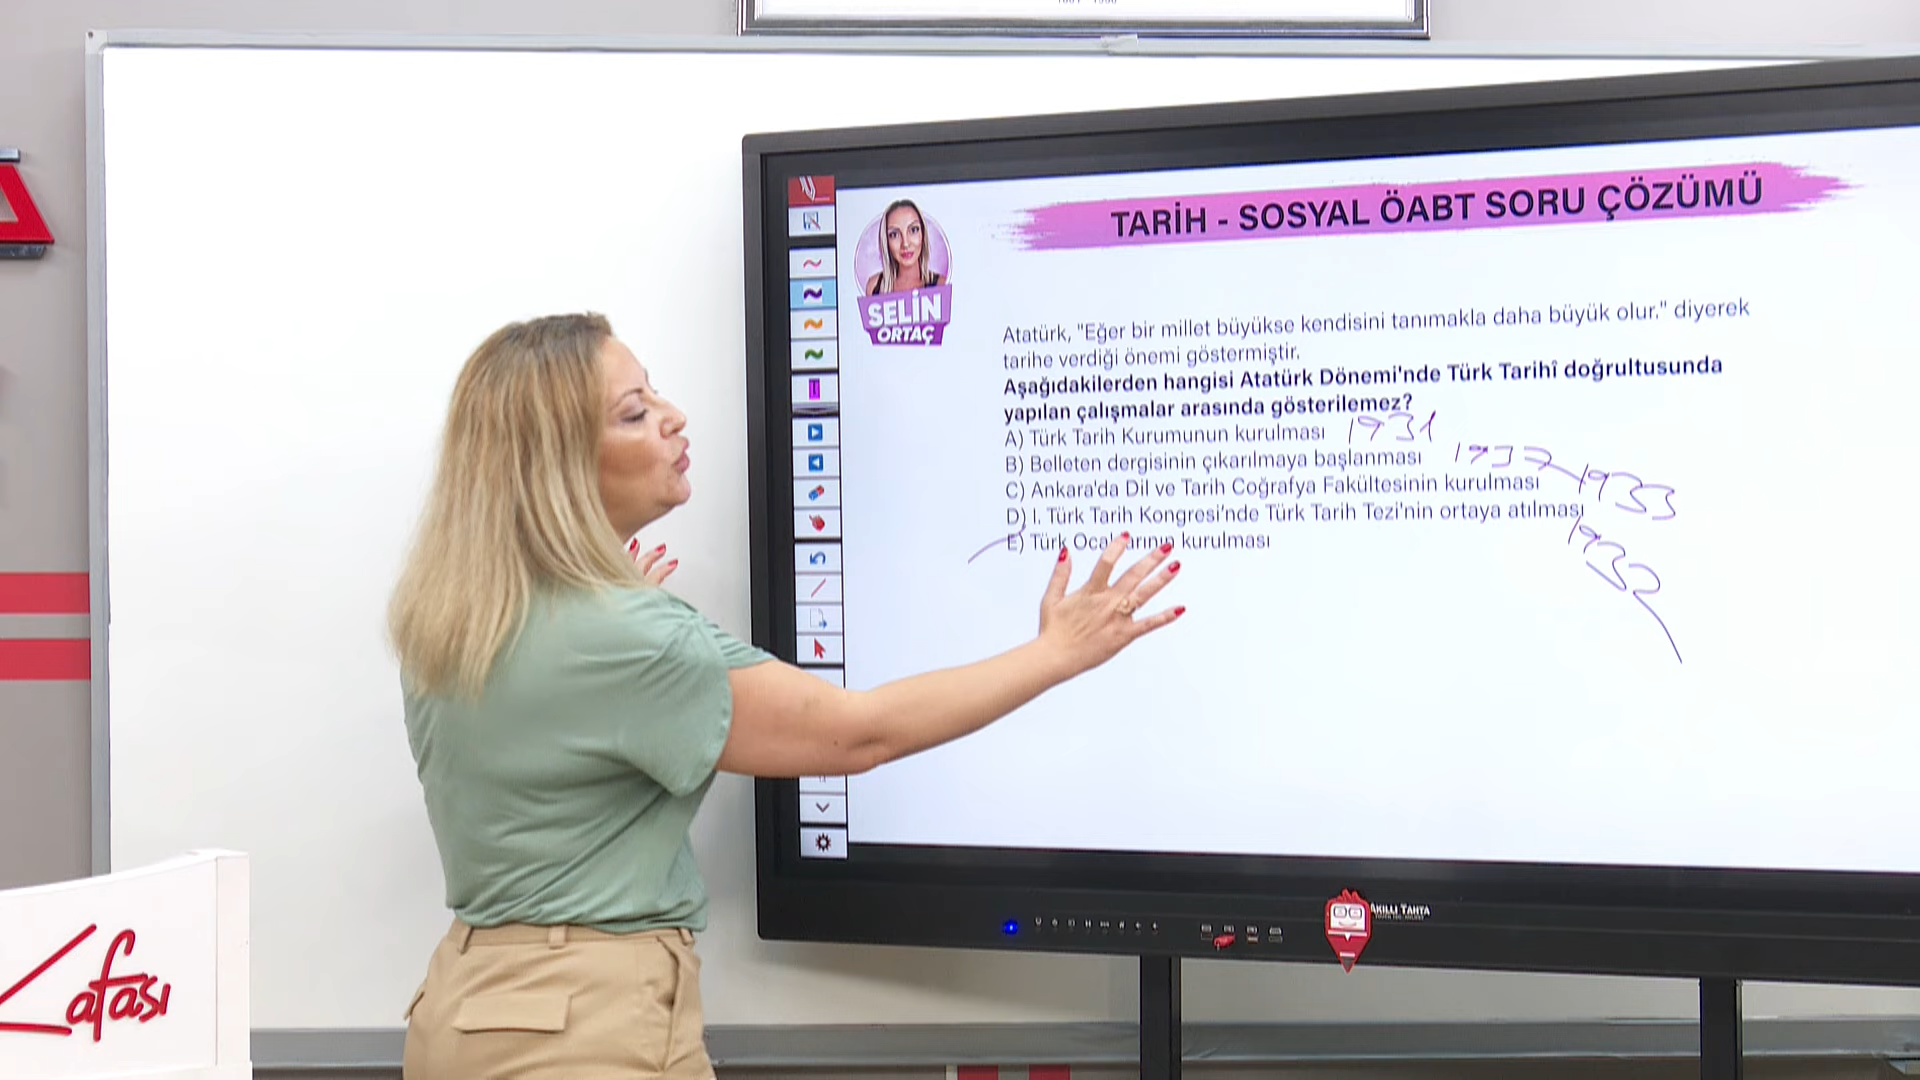 TARİH - SOSYAL ÖABT SORU ÇÖZÜMÜ
SELİN
ORTAÇ
Atatürk, "Eğer bir millet büyükse kendisini tanımakla daha büyük olur." diyerek
tarihe verdiği önemi göstermiştir.
Aşağıdakilerden hangisi Atatürk Dönemi'nde Türk Tarihî doğrultusunda
yapılan çalışmalar arasında gösterilemez?
A) Türk Tarih Kurumunun kurulması 1931
B) Belleten dergisinin çıkarılmaya başlanması 1937
C) Ankara'da Dil ve Tarih Coğrafya Fakültesinin kurulması 1933
D) I. Türk Tarih Kongresi'nde Türk Tarih Tezi'nin ortaya atılması 1932
E) Türk kurulması
AKILLI TAHTA
Kafası